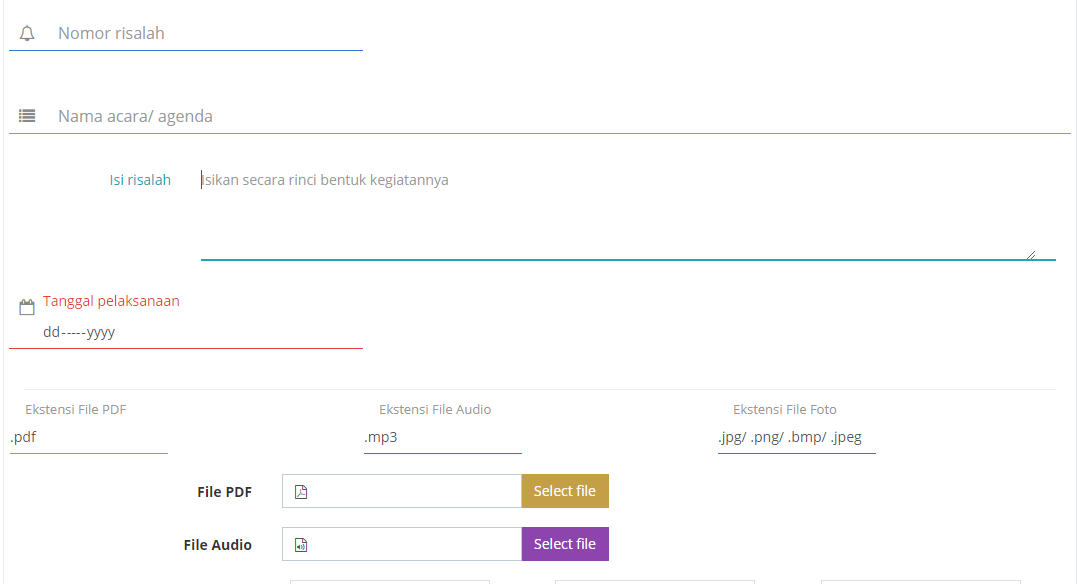 Nomor risalah
Nama acara/ agenda
Isi risalah
Isikan secara rinci bentuk kegiatannya
Tanggal pelaksanaan
dd-----yyyy
Ekstensi File PDF Ekstensi File Audio Ekstensi File Foto
.pdf .mp3 .jpg/ .png/ .bmp/ .jpeg
File PDF Select file
File Audio Select file